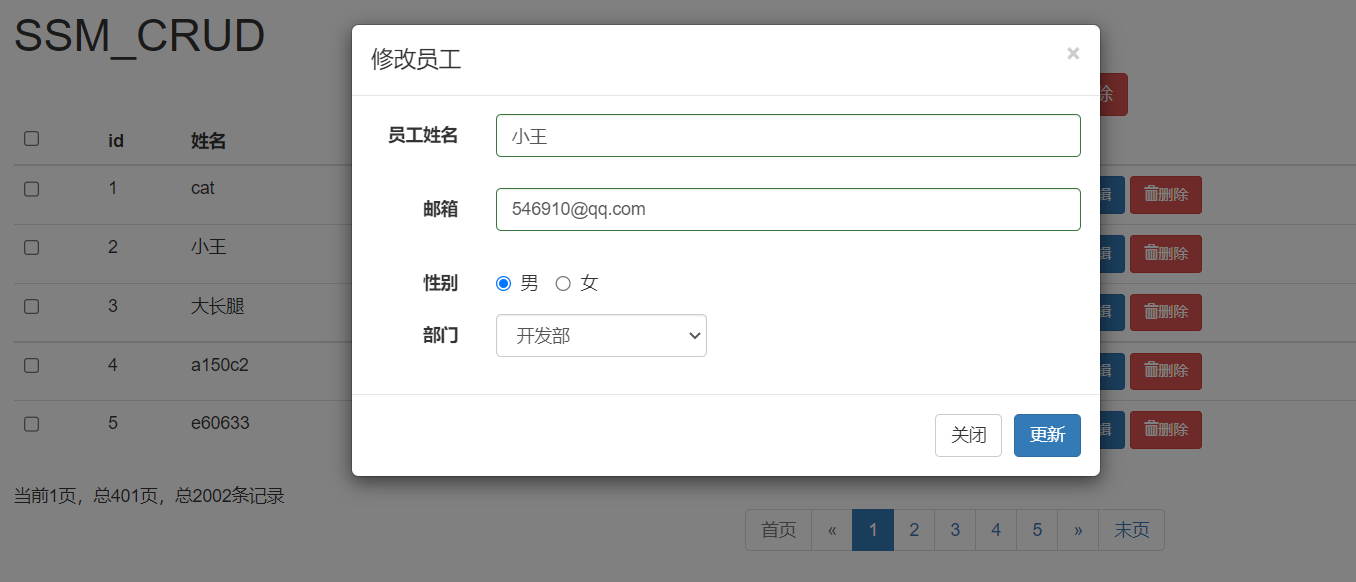 SSM_CRUD
修改员工
×
除
员工姓名 小王
邮箱 546910@qq.com
性别 男 女
部门 开发部
关闭 更新
id 姓名
1 cat 辑 删除
2 小王 辑 删除
3 大长腿 辑 删除
4 a150c2 辑 删除
5 e60633 辑 删除
当前1页，总401页，总2002条记录
首页 « 1 2 3 4 5 » 末页